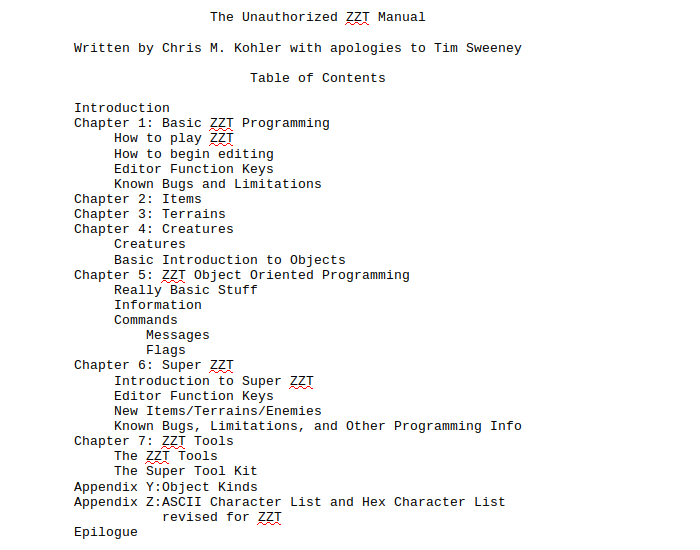 The Unauthorized ZZT Manual
Written by Chris M. Kohler with apologies to Tim Sweeney
Table of Contents
Introduction
Chapter 1: Basic ZZT Programming
How to play ZZT
How to begin editing
Editor Function Keys
Known Bugs and Limitations
Chapter 2: Items
Chapter 3: Terrains
Chapter 4: Creatures
Creatures
Basic Introduction to Objects
Chapter 5: ZZT Object Oriented Programming
Really Basic Stuff
Information
Commands
Messages
Flags
Chapter 6: Super ZZT
Introduction to Super ZZT
Editor Function Keys
New Items/Terrains/Enemies
Known Bugs, Limitations, and Other Programming Info
Chapter 7: ZZT Tools
The ZZT Tools
The Super Tool Kit
Appendix Y:Object Kinds
Appendix Z:ASCII Character List and Hex Character List
revised for ZZT
Epilogue